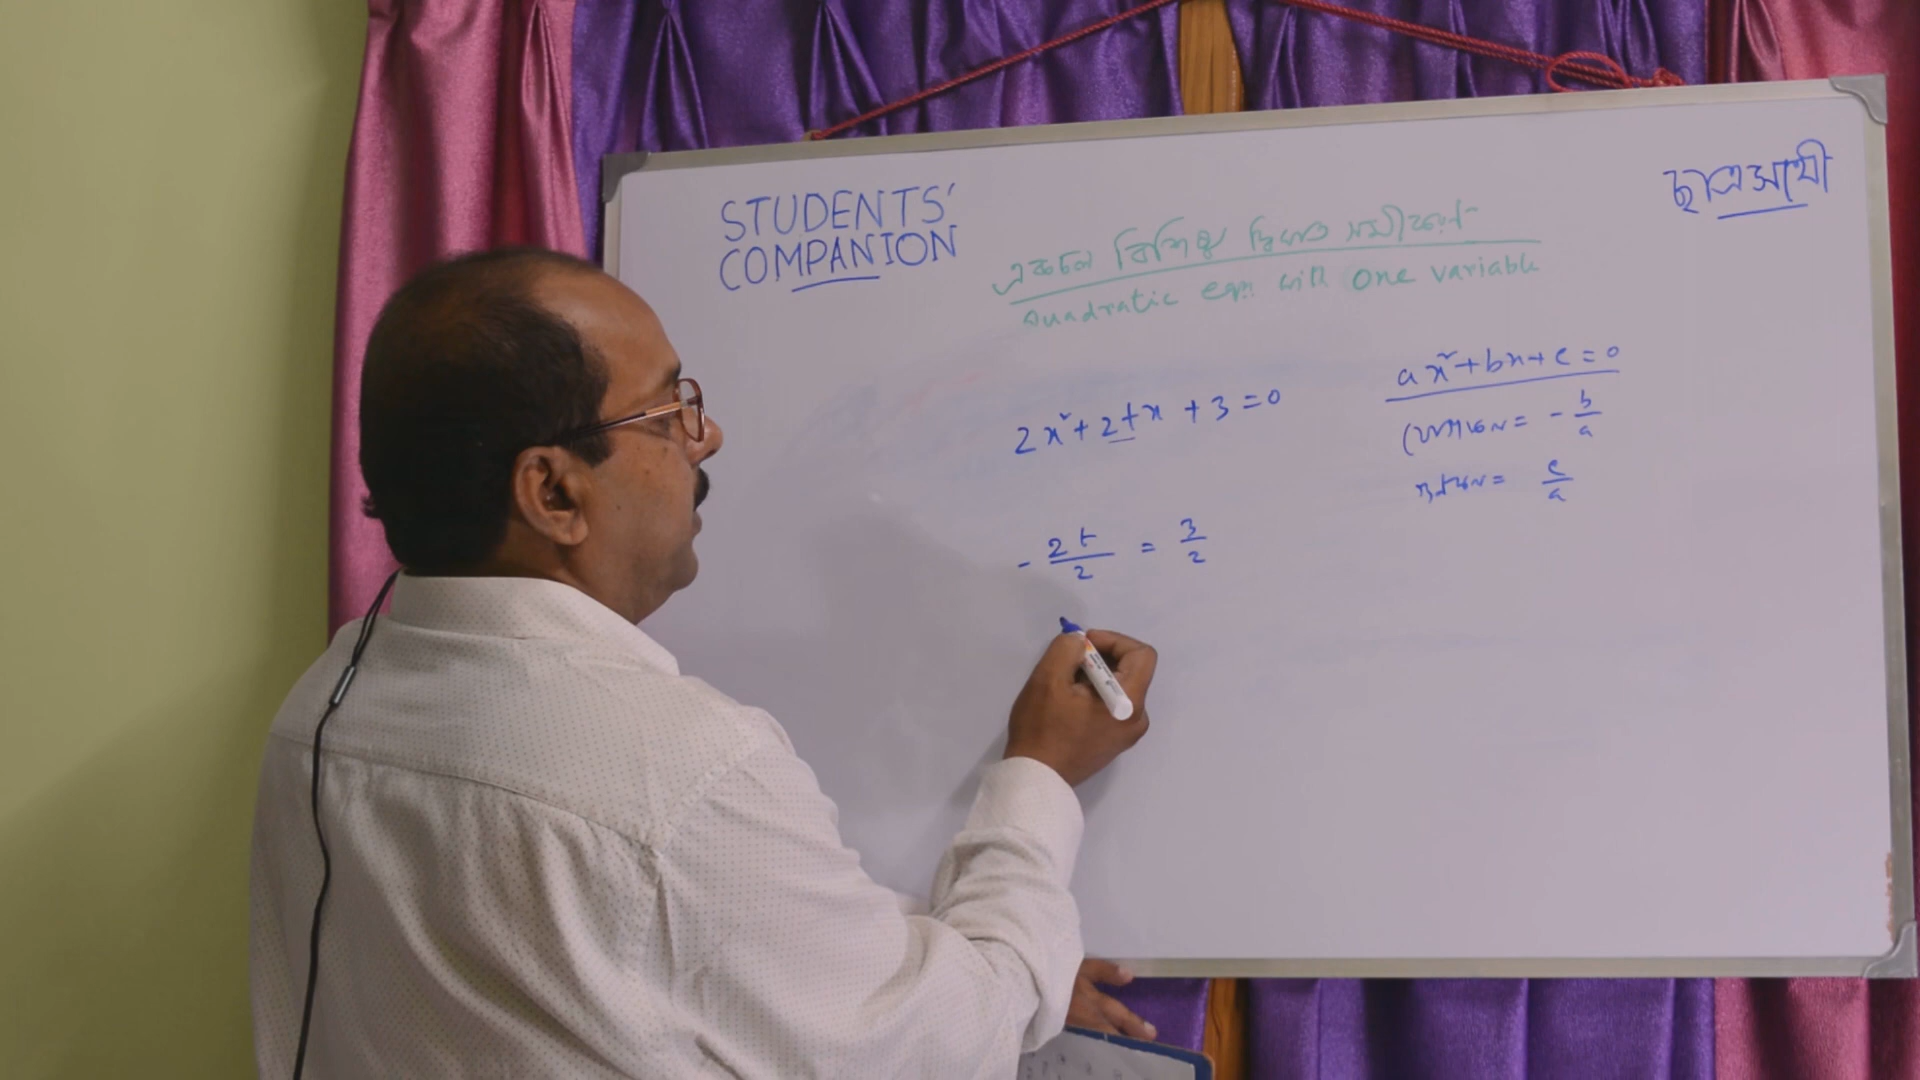 STUDENTS'
COMPANION
ছাত্রসাথী
একচল বিশিষ্ট দ্বিঘাত সমীকরণ
Quadratic eqn with one variable
2x² + 2tx + 3 = 0
ax² + bx + c = 0
যোগফল = - b/a
গুণফল = c/a
- 2t/2 = 3/2